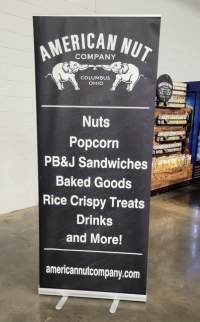 AMERICAN NUT
COMPANY
COLUMBUS
OHIO
Nuts
Popcorn
PB&J Sandwiches
Baked Goods
Rice Crispy Treats
Drinks
and More!
americannutcompany.com